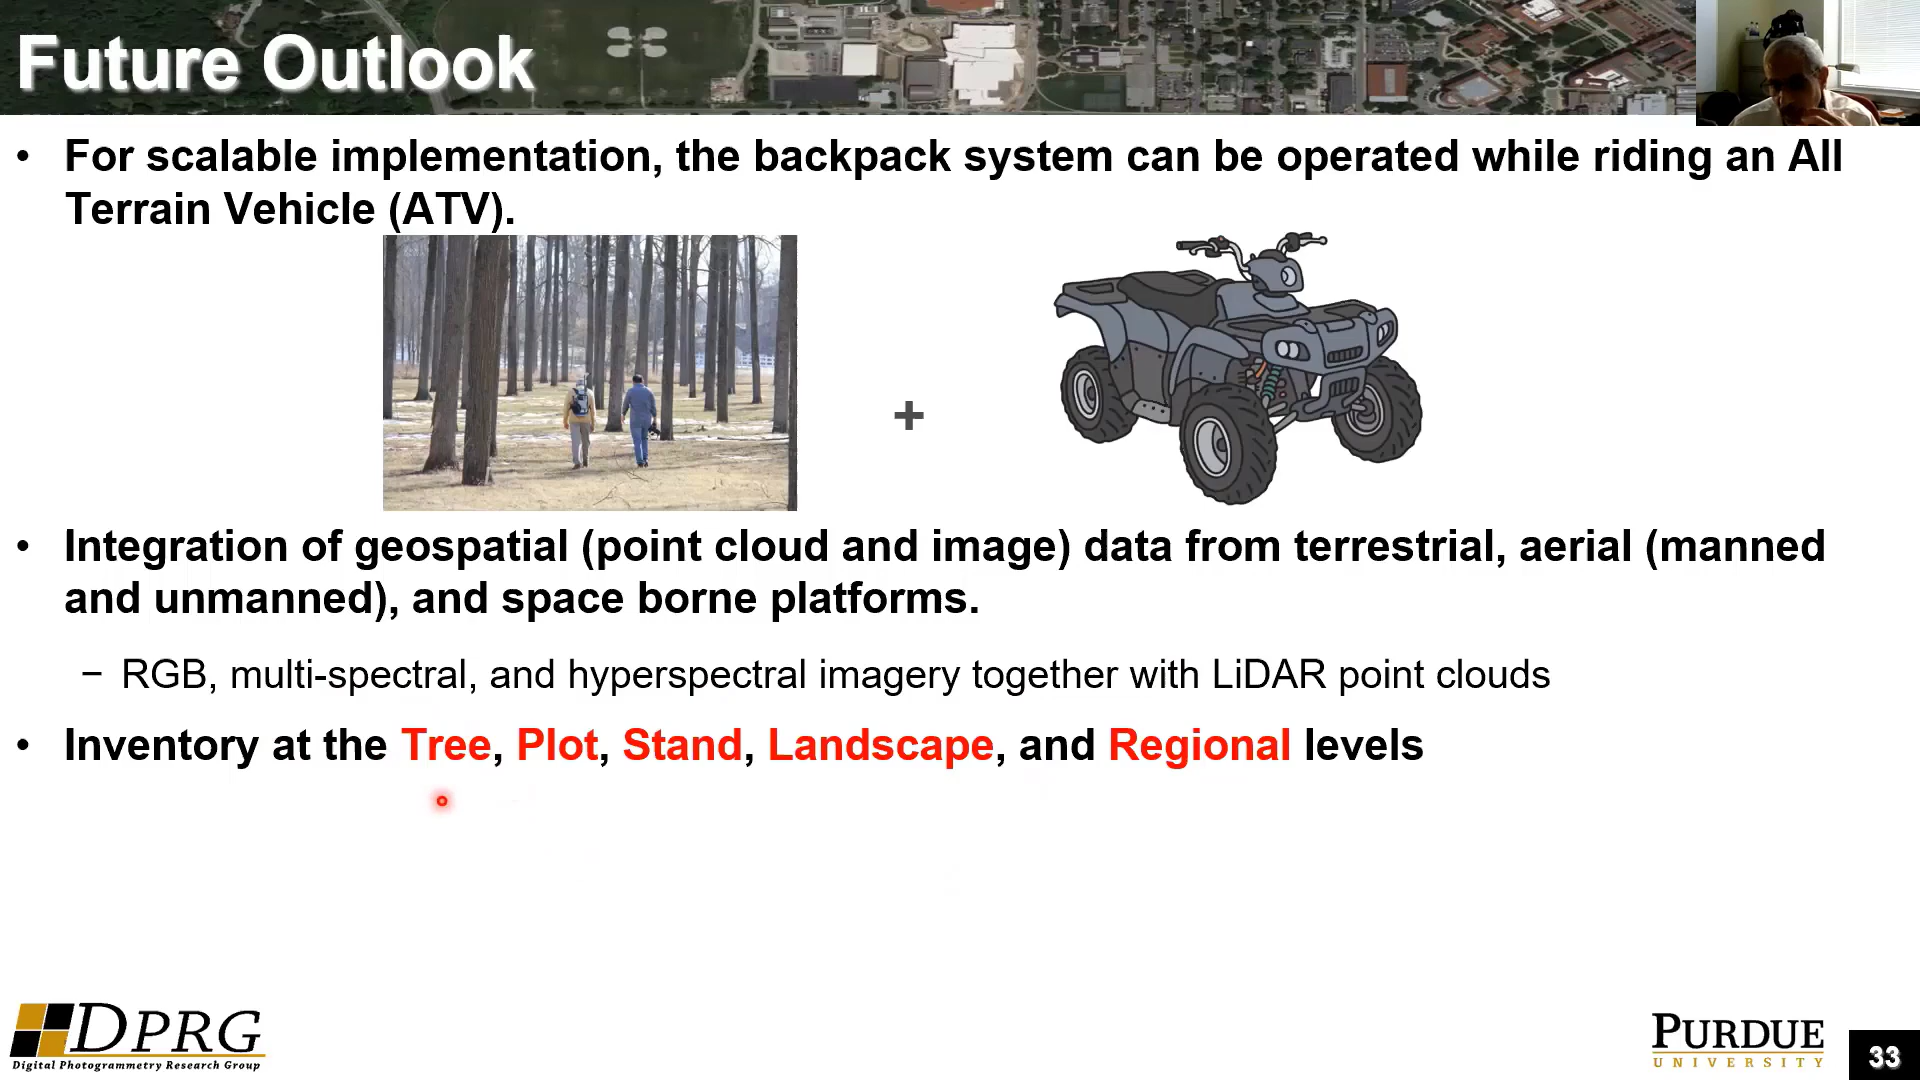 Future Outlook
• For scalable implementation, the backpack system can be operated while riding an All
Terrain Vehicle (ATV).
+
• Integration of geospatial (point cloud and image) data from terrestrial, aerial (manned
and unmanned), and space borne platforms.
− RGB, multi-spectral, and hyperspectral imagery together with LiDAR point clouds
• Inventory at the Tree, Plot, Stand, Landscape, and Regional levels
DPRG
Digital Photogrammetry Research Group
PURDUE
UNIVERSITY
33